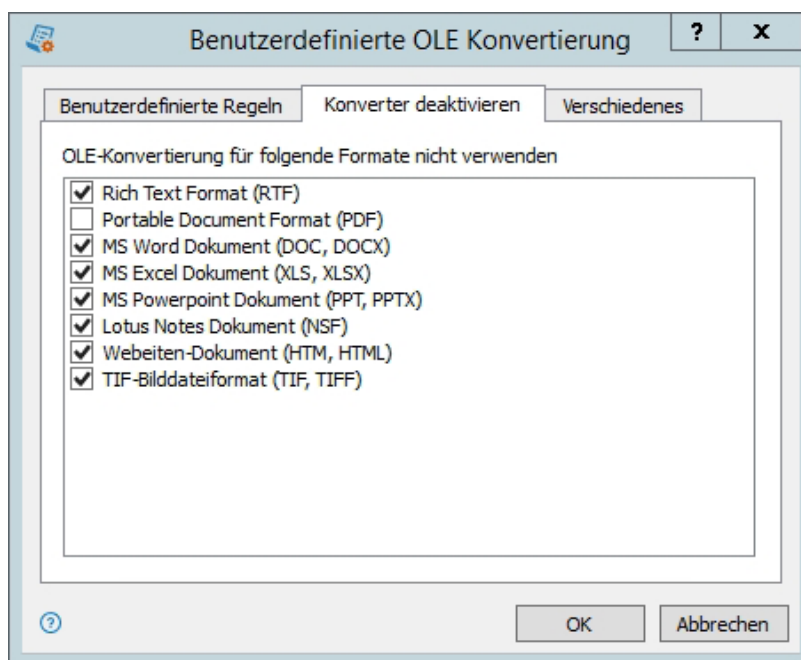 Benutzerdefinierte OLE Konvertierung
? x
Benutzerdefinierte Regeln Konverter deaktivieren Verschiedenes
OLE-Konvertierung für folgende Formate nicht verwenden
Rich Text Format (RTF)
Portable Document Format (PDF)
MS Word Dokument (DOC, DOCX)
MS Excel Dokument (XLS, XLSX)
MS Powerpoint Dokument (PPT, PPTX)
Lotus Notes Dokument (NSF)
Webeiten-Dokument (HTM, HTML)
TIF-Bilddateiformat (TIF, TIFF)
? OK Abbrechen